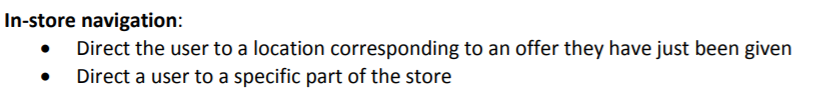 In-store navigation:
• Direct the user to a location corresponding to an offer they have just been given
• Direct a user to a specific part of the store